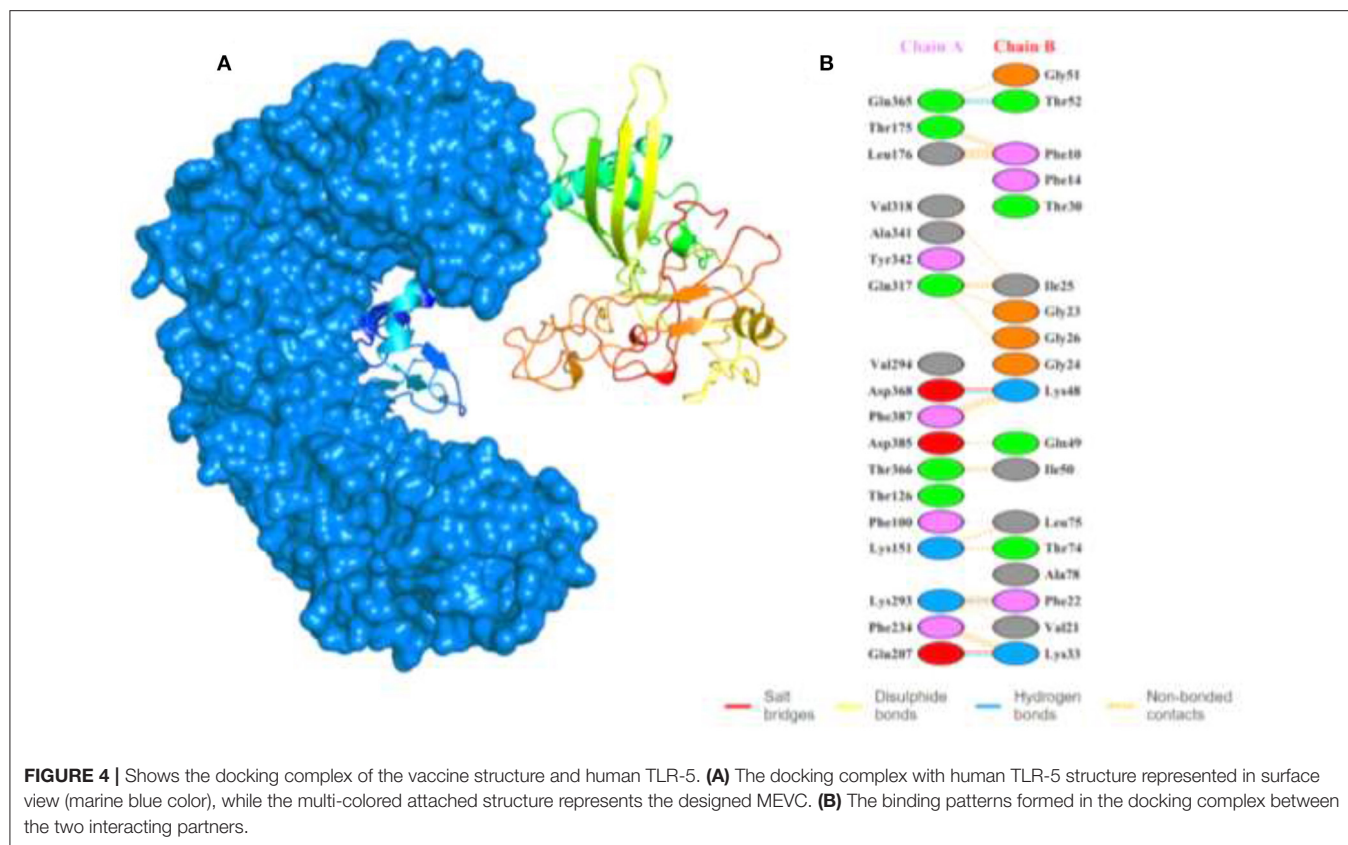 A
B
Chain A Chain B
Gly51
Gln365 Thr52
Thr175
Leu176 Phe10
Phe14
Val318 Thr30
Ala341
Tyr342
Gln317 Ile25
Gly23
Gly26
Val294 Gly24
Asp368 Lys48
Phe387
Asp385 Gln49
Thr366 Ile50
Thr126
Phe100 Leu75
Lys151 Thr74
Ala78
Lys293 Phe22
Phe234 Val21
Lys33
Salt bridges
Disulphide bonds
Hydrogen bonds
Non-bonded contacts
FIGURE 4 | Shows the docking complex of the vaccine structure and human TLR-5. (A) The docking complex with human TLR-5 structure represented in surface
view (marine blue color), while the multi-colored attached structure represents the designed MEVC. (B) The binding patterns formed in the docking complex between
the two interacting partners.